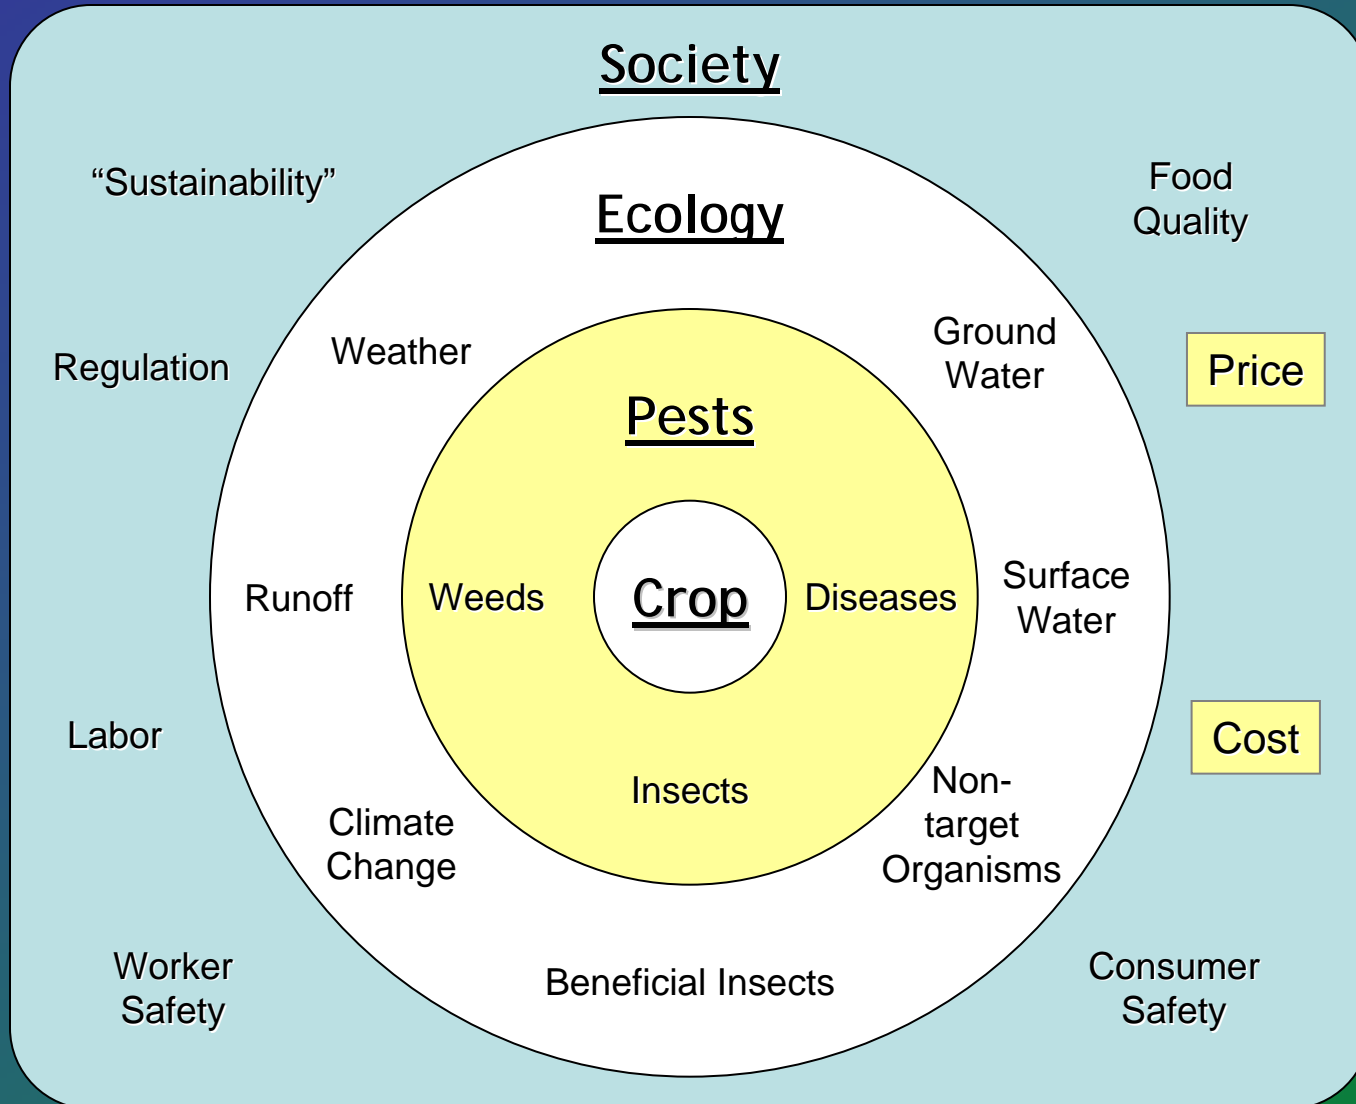 Society
“Sustainability”
Food
Quality
Ecology
Weather
Ground
Water
Regulation
Price
Pests
Runoff
Weeds
Crop
Diseases
Surface
Water
Labor
Cost
Insects
Non-
target
Organisms
Climate
Change
Worker
Safety
Beneficial Insects
Consumer
Safety